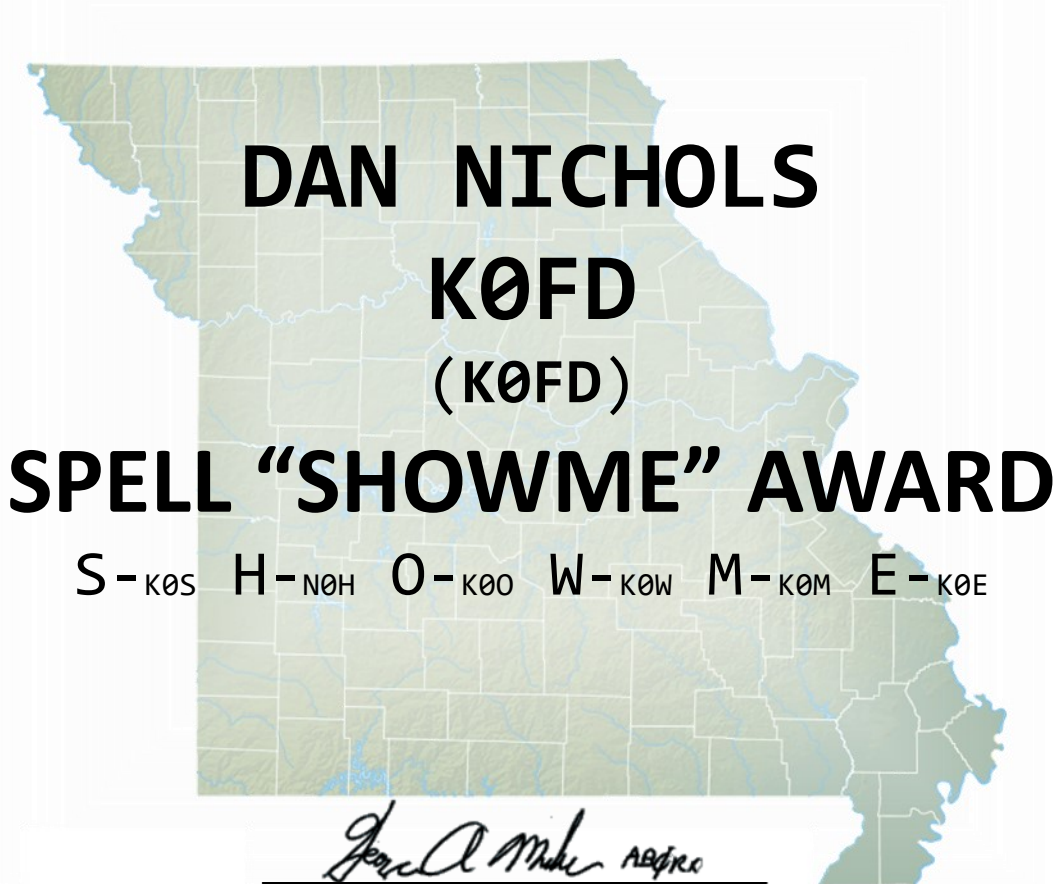 DAN NICHOLS
K0FD
(K0FD)
SPELL “SHOWME” AWARD
S-K0S H-N0H O-K0O W-K0W M-K0M E-K0E